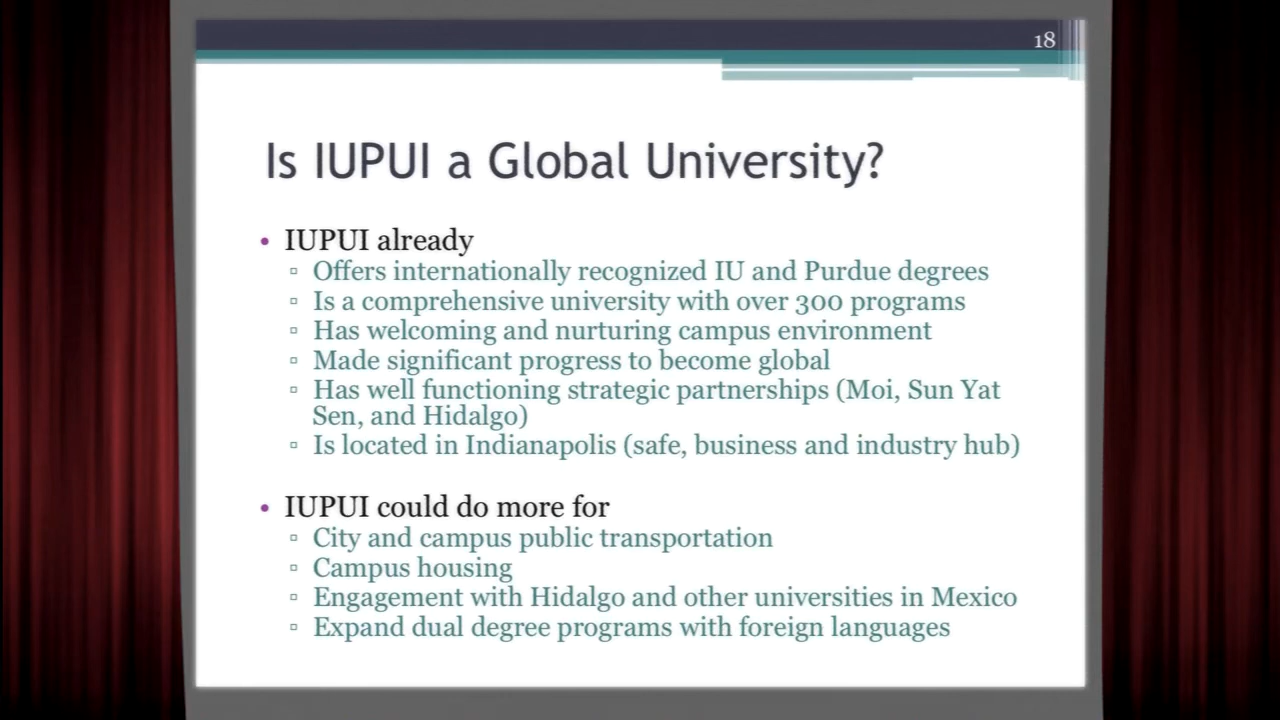 18
Is IUPUI a Global University?
• IUPUI already
▫ Offers internationally recognized IU and Purdue degrees
▫ Is a comprehensive university with over 300 programs
▫ Has welcoming and nurturing campus environment
▫ Made significant progress to become global
▫ Has well functioning strategic partnerships (Moi, Sun Yat
Sen, and Hidalgo)
▫ Is located in Indianapolis (safe, business and industry hub)
• IUPUI could do more for
▫ City and campus public transportation
▫ Campus housing
▫ Engagement with Hidalgo and other universities in Mexico
▫ Expand dual degree programs with foreign languages